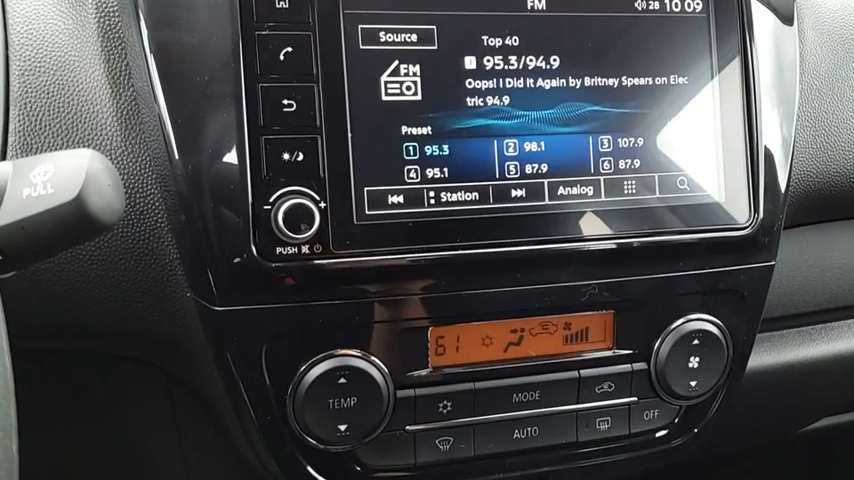 FM
28 10:09
Source
Top 40
FM
1 95.3/94.9
Oops! I Did It Again by Britney Spears on Elec
tric 94.9
Preset
1 95.3
2 98.1
3 107.9
4 95.1
5 87.9
6 87.9
Station
Analog
PUSH
PULL
61
TEMP
MODE
AUTO
OFF